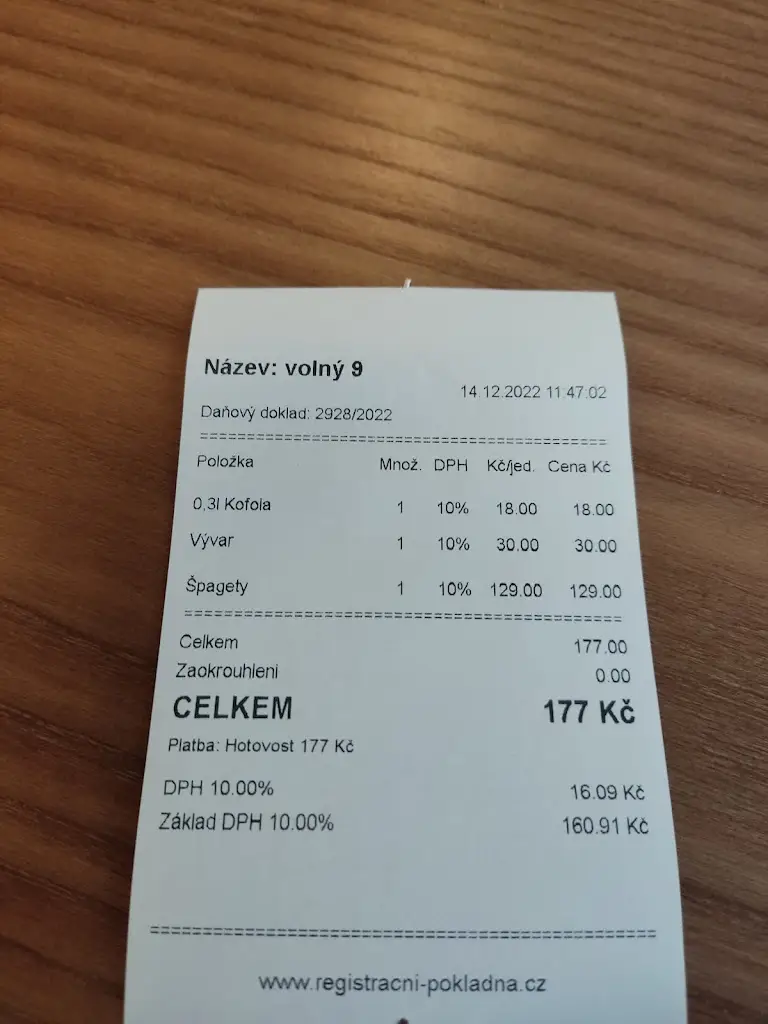 Název: volný 9
14.12.2022 11:47:02
Daňový doklad: 2928/2022
==================================================
Položka Množ. DPH Kč/jed. Cena Kč
0,3l Kofola 1 10% 18.00 18.00
Vývar 1 10% 30.00 30.00
Špagety 1 10% 129.00 129.00
==================================================
Celkem 177.00
Zaokrouhleni 0.00
CELKEM 177 Kč
Platba: Hotovost 177 Kč
DPH 10.00% 16.09 Kč
Základ DPH 10.00% 160.91 Kč
==================================================
www.registracni-pokladna.cz